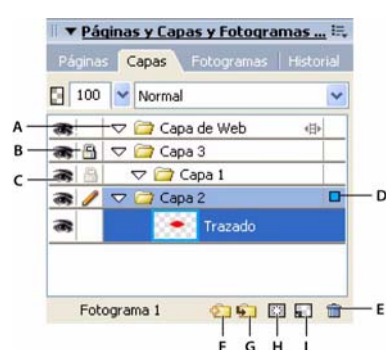 Páginas y Capas y Fotogramas ...
Páginas Capas Fotogramas Historial
100 Normal
A Capa de Web
B Capa 3
C Capa 1
Capa 2 D
Trazado
Fotograma 1 E
F G H I